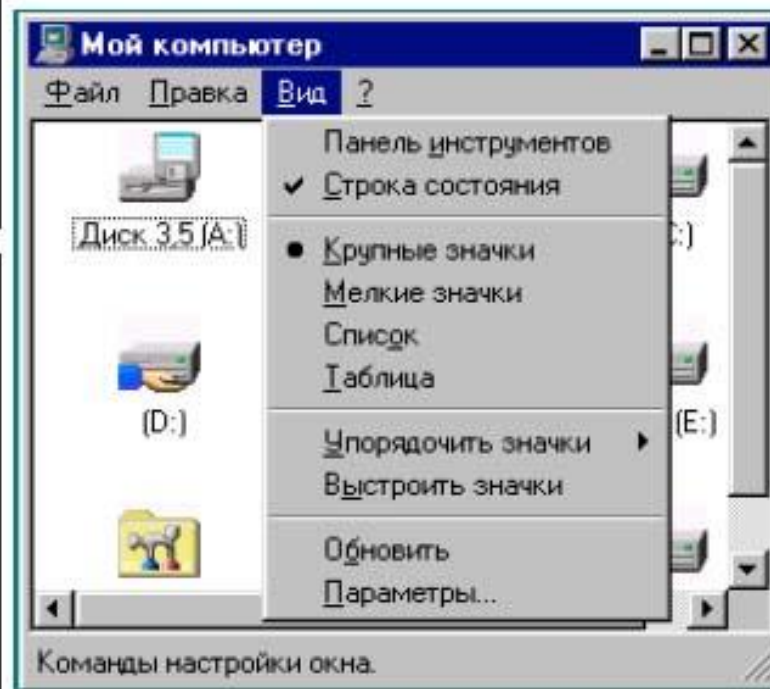 Мой компьютер
Файл Правка Вид ?
Панель инструментов
Строка состояния
Крупные значки
Мелкие значки
Список
Таблица
Упорядочить значки
Выстроить значки
Обновить
Параметры...
Диск 3,5 (A:)
:)
(D:)
(E:)
Команды настройки окна.